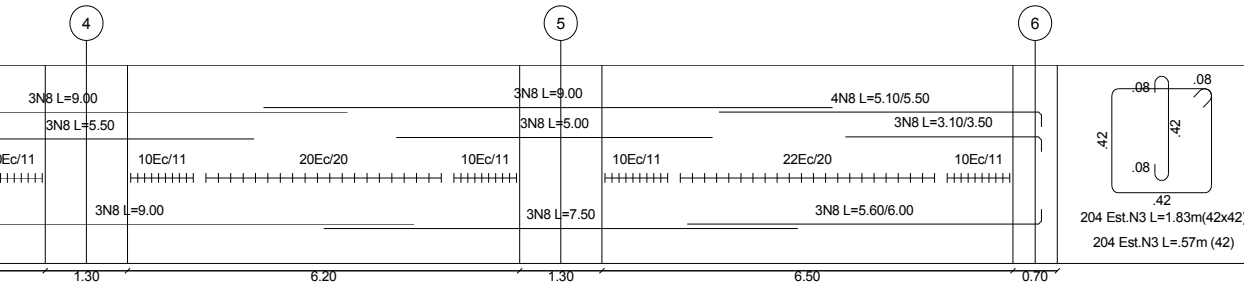 4
5
6
3N8 L=9.00
3N8 L=9.00
4N8 L=5.10/5.50
3N8 L=5.50
3N8 L=5.00
3N8 L=3.10/3.50
Ec/11
10Ec/11
20Ec/20
10Ec/11
10Ec/11
22Ec/20
10Ec/11
3N8 L=9.00
3N8 L=7.50
3N8 L=5.60/6.00
1.30
6.20
1.30
6.50
0.70
.08
.08
.42
.42
.08
.42
204 Est.N3 L=1.83m(42x42)
204 Est.N3 L=.57m (42)